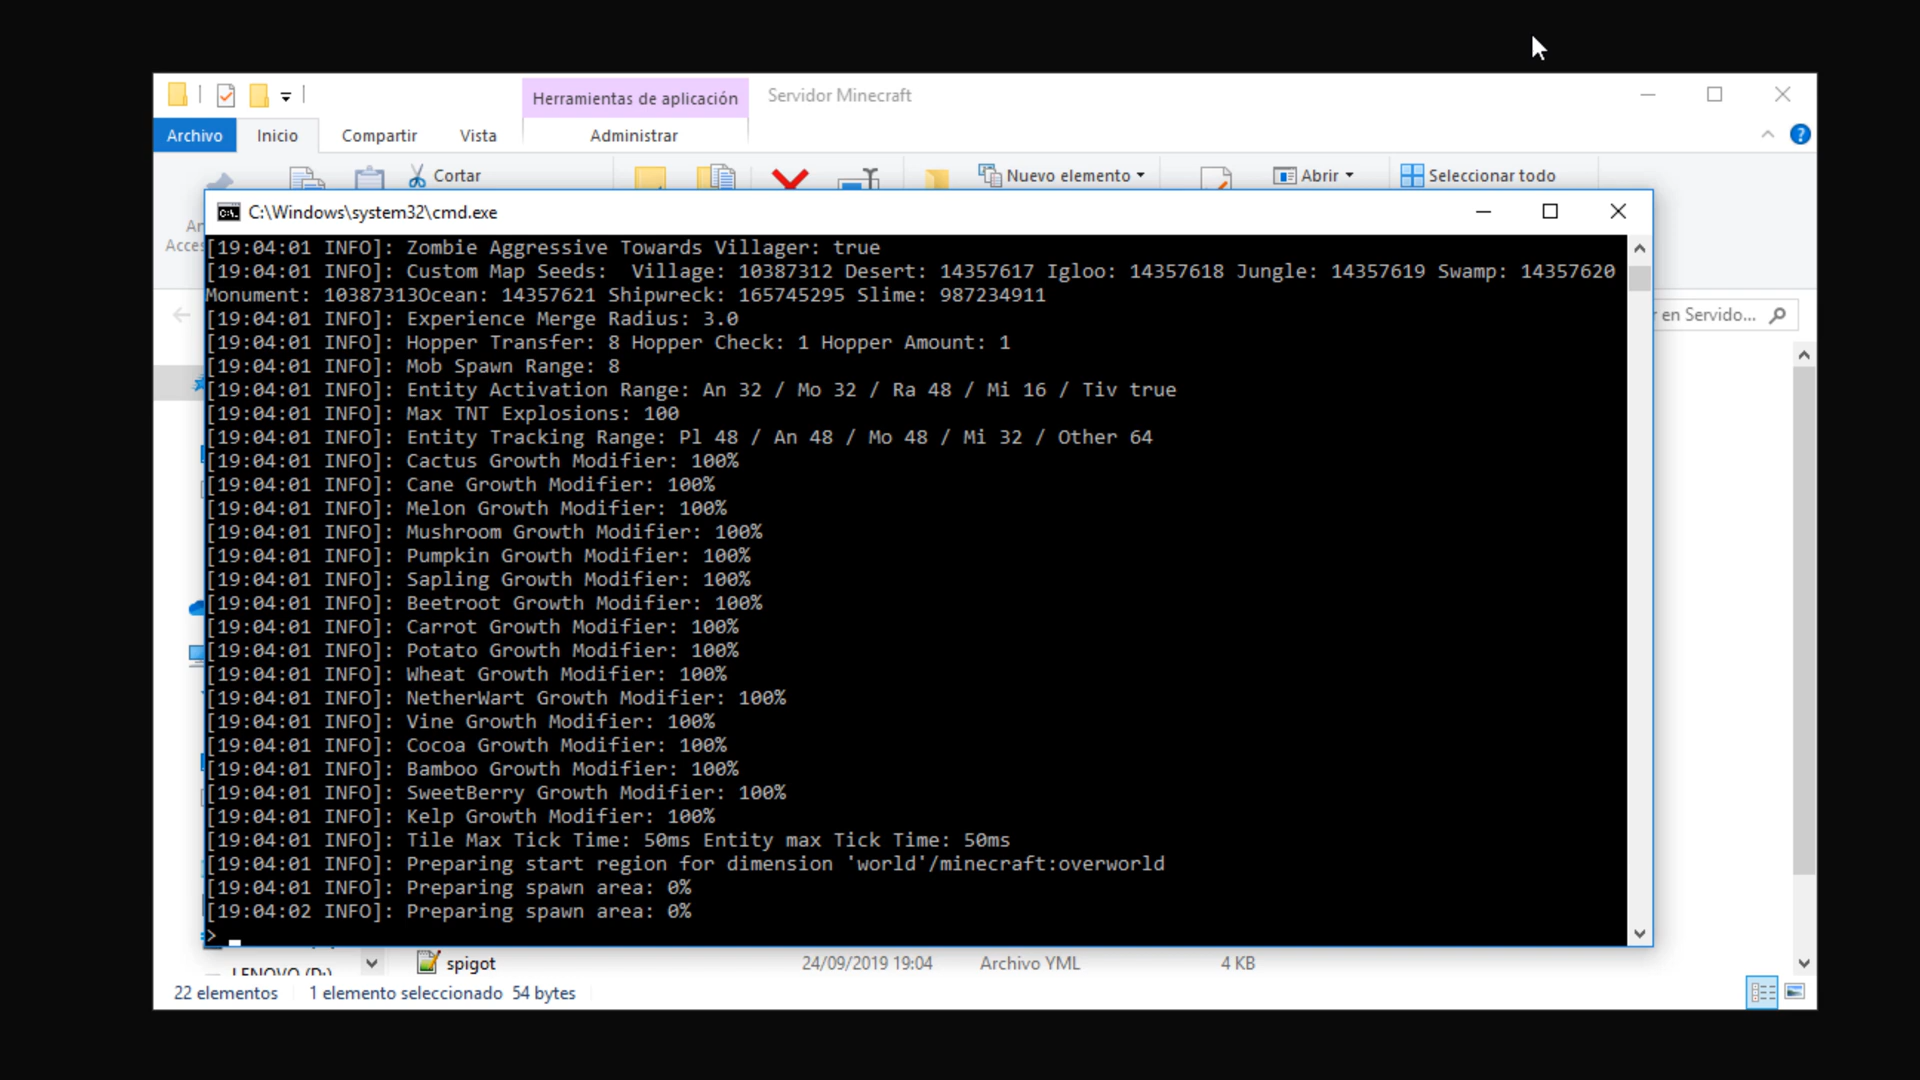 Herramientas de aplicación Servidor Minecraft
Archivo Inicio Compartir Vista Administrar
Cortar Nuevo elemento Abrir Seleccionar todo
C:\Windows\system32\cmd.exe
[19:04:01 INFO]: Zombie Aggressive Towards Villager: true
[19:04:01 INFO]: Custom Map Seeds:  Village: 10387312 Desert: 14357617 Igloo: 14357618 Jungle: 14357619 Swamp: 14357620
Monument: 10387313Ocean: 14357621 Shipwreck: 165745295 Slime: 987234911
[19:04:01 INFO]: Experience Merge Radius: 3.0
[19:04:01 INFO]: Hopper Transfer: 8 Hopper Check: 1 Hopper Amount: 1
[19:04:01 INFO]: Mob Spawn Range: 8
[19:04:01 INFO]: Entity Activation Range: An 32 / Mo 32 / Ra 48 / Mi 16 / Tiv true
[19:04:01 INFO]: Max TNT Explosions: 100
[19:04:01 INFO]: Entity Tracking Range: Pl 48 / An 48 / Mo 48 / Mi 32 / Other 64
[19:04:01 INFO]: Cactus Growth Modifier: 100%
[19:04:01 INFO]: Cane Growth Modifier: 100%
[19:04:01 INFO]: Melon Growth Modifier: 100%
[19:04:01 INFO]: Mushroom Growth Modifier: 100%
[19:04:01 INFO]: Pumpkin Growth Modifier: 100%
[19:04:01 INFO]: Sapling Growth Modifier: 100%
[19:04:01 INFO]: Beetroot Growth Modifier: 100%
[19:04:01 INFO]: Carrot Growth Modifier: 100%
[19:04:01 INFO]: Potato Growth Modifier: 100%
[19:04:01 INFO]: Wheat Growth Modifier: 100%
[19:04:01 INFO]: NetherWart Growth Modifier: 100%
[19:04:01 INFO]: Vine Growth Modifier: 100%
[19:04:01 INFO]: Cocoa Growth Modifier: 100%
[19:04:01 INFO]: Bamboo Growth Modifier: 100%
[19:04:01 INFO]: SweetBerry Growth Modifier: 100%
[19:04:01 INFO]: Kelp Growth Modifier: 100%
[19:04:01 INFO]: Tile Max Tick Time: 50ms Entity max Tick Time: 50ms
[19:04:01 INFO]: Preparing start region for dimension 'world'/minecraft:overworld
[19:04:01 INFO]: Preparing spawn area: 0%
[19:04:02 INFO]: Preparing spawn area: 0%
>
en Servido...
LENOVO (D:) spigot 24/09/2019 19:04 Archivo YML 4 KB
22 elementos 1 elemento seleccionado 54 bytes